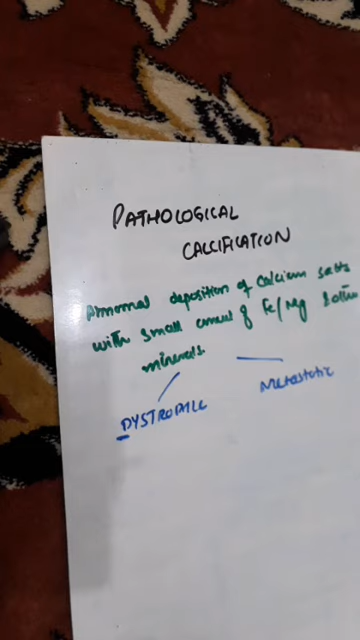 PATHOLOGICAL
CALCIFICATION
Abnormal deposition of calcium salts
with small amount of Fe/Mg & other
minerals.
DYSTROPHIC Metastatic